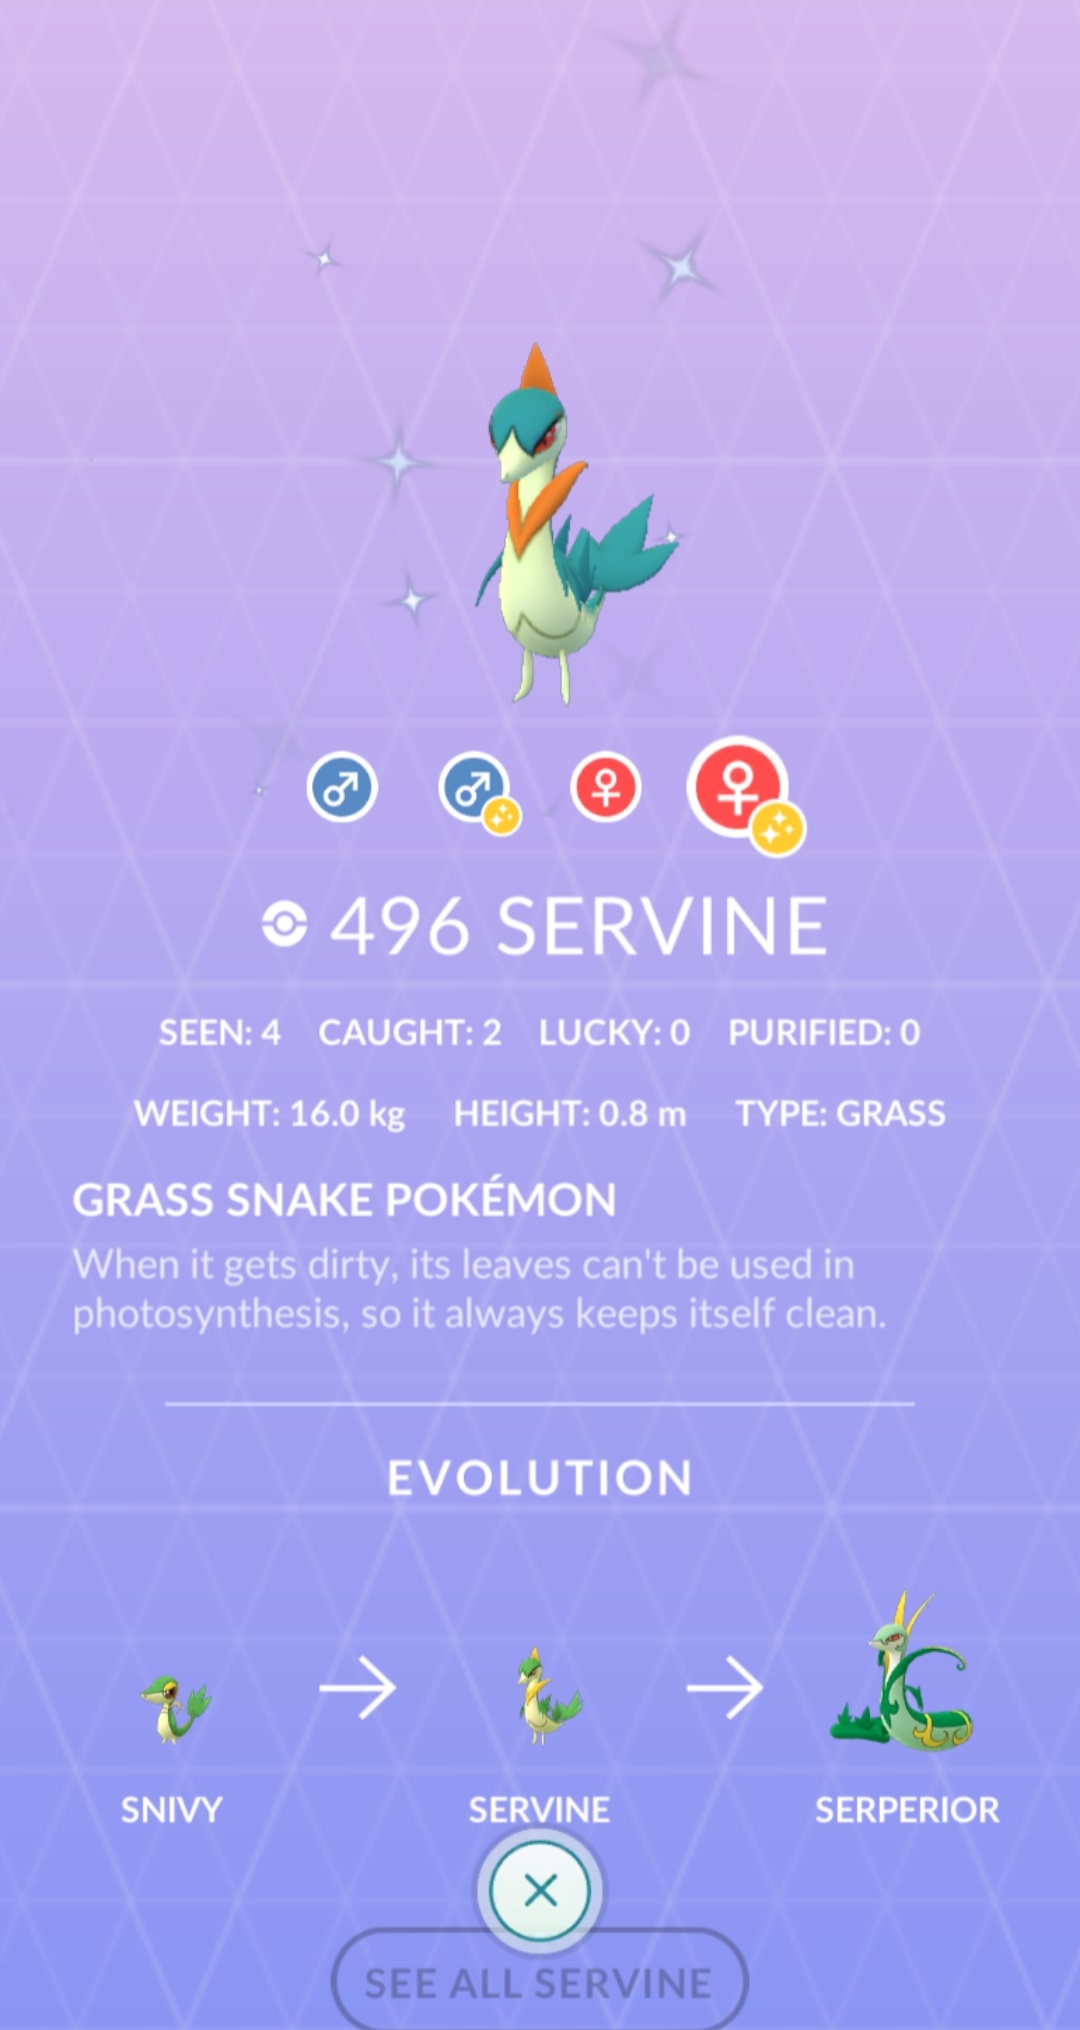 496 SERVINE
SEEN: 4 CAUGHT: 2 LUCKY: 0 PURIFIED: 0
WEIGHT: 16.0 kg HEIGHT: 0.8 m TYPE: GRASS
GRASS SNAKE POKÉMON
When it gets dirty, its leaves can't be used in
photosynthesis, so it always keeps itself clean.
EVOLUTION
SNIVY SERVINE SERPERIOR
SEE ALL SERVINE